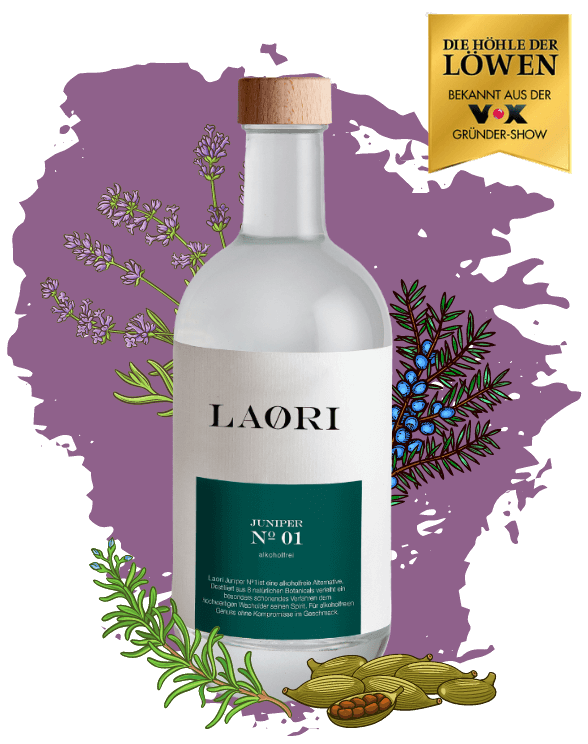 DIE HÖHLE DER
LÖWEN
BEKANNT AUS DER
VOX
GRÜNDER-SHOW
LAØRI
JUNIPER
Nº 01
alkoholfrei
Laori Juniper Nº 1 ist eine alkoholfreie Alternative.
Destilliert aus 8 natürlichen Botanicals verleiht ein
besonders schonendes Verfahren dem
hochwertigen Wacholder seinen Spirit. Für alkoholfreien
Genuss ohne Kompromisse im Geschmack.